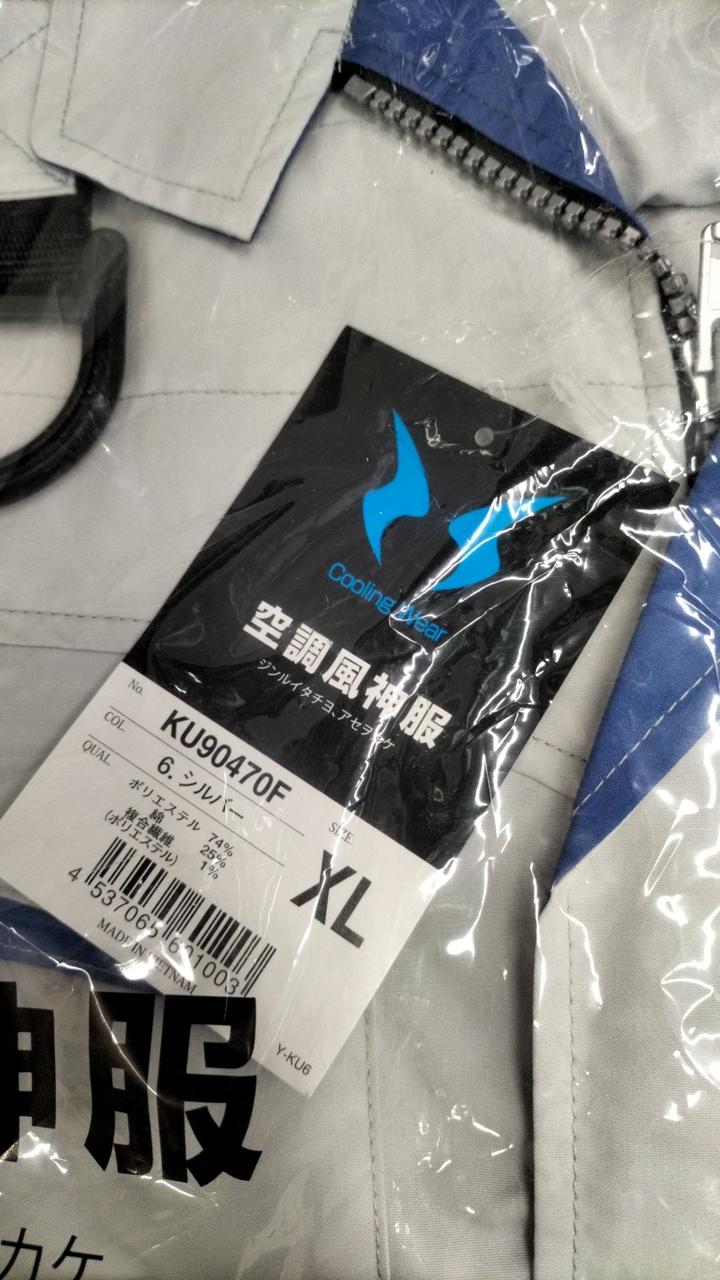 Cooling Wear
空調風神服
ジンルイタチヨ、アセヲカケ
No.
KU90470F
COL.
6. シルバー
QUAL.
ポリエステル 74%
綿 25%
複合繊維
(ポリエステル) 1%
SIZE
XL
MADE IN VIETNAM
Y-KU6
神服
カケ